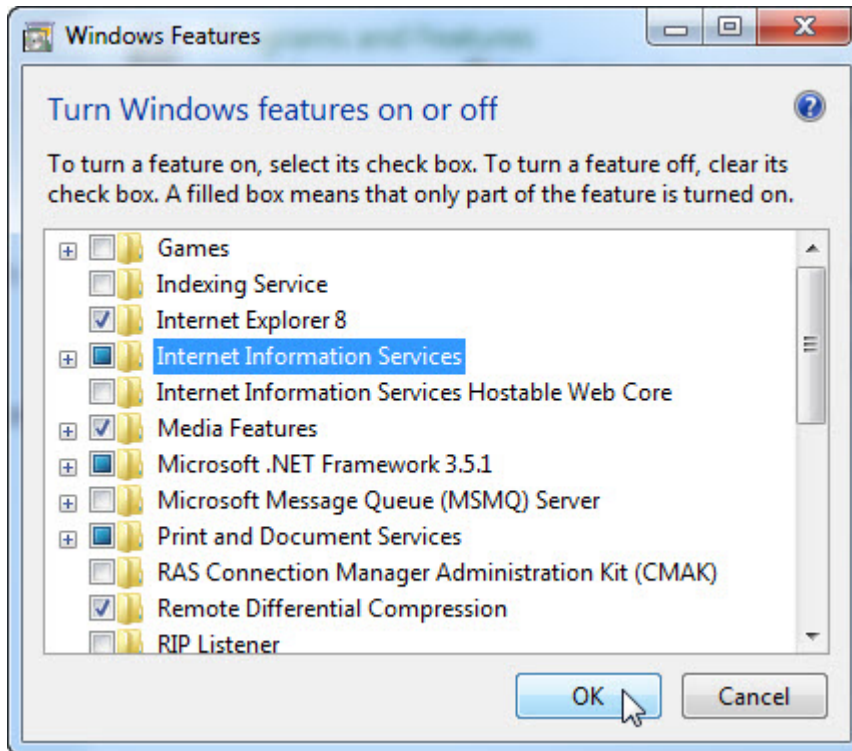 Windows Features
Turn Windows features on or off
To turn a feature on, select its check box. To turn a feature off, clear its
check box. A filled box means that only part of the feature is turned on.
Games
Indexing Service
Internet Explorer 8
Internet Information Services
Internet Information Services Hostable Web Core
Media Features
Microsoft .NET Framework 3.5.1
Microsoft Message Queue (MSMQ) Server
Print and Document Services
RAS Connection Manager Administration Kit (CMAK)
Remote Differential Compression
RIP Listener
OK Cancel